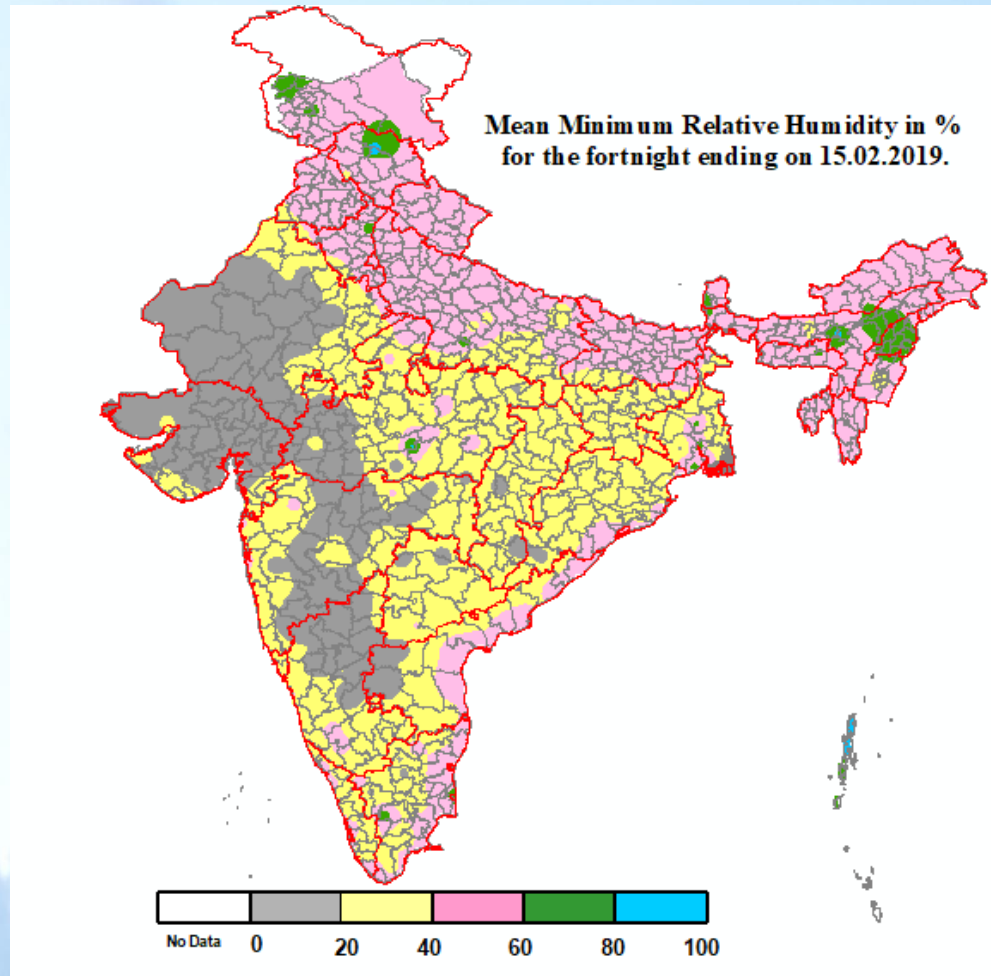 Mean Minimum Relative Humidity in %
for the fortnight ending on 15.02.2019.
No Data 0 20 40 60 80 100